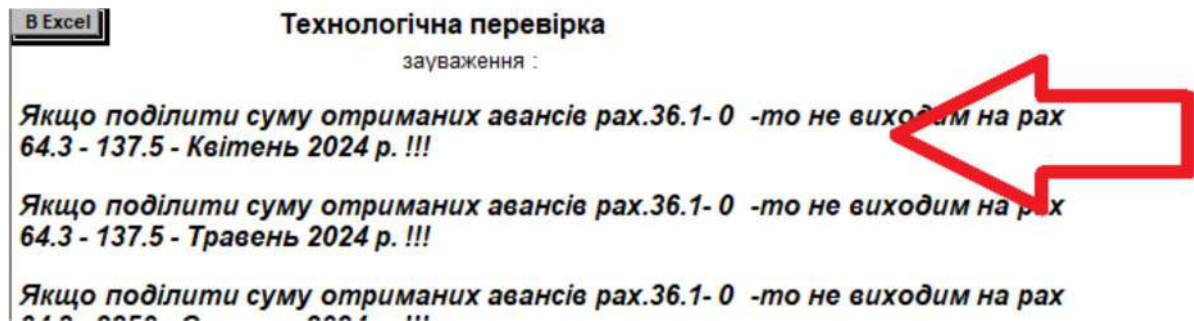 В Excel
Технологічна перевірка
зауваження :
Якщо поділити суму отриманих авансів рах.36.1- 0 -то не виходим на рах
64.3 - 137.5 - Квітень 2024 р. !!!
Якщо поділити суму отриманих авансів рах.36.1- 0 -то не виходим на рах
64.3 - 137.5 - Травень 2024 р. !!!
Якщо поділити суму отриманих авансів рах.36.1- 0 -то не виходим на рах